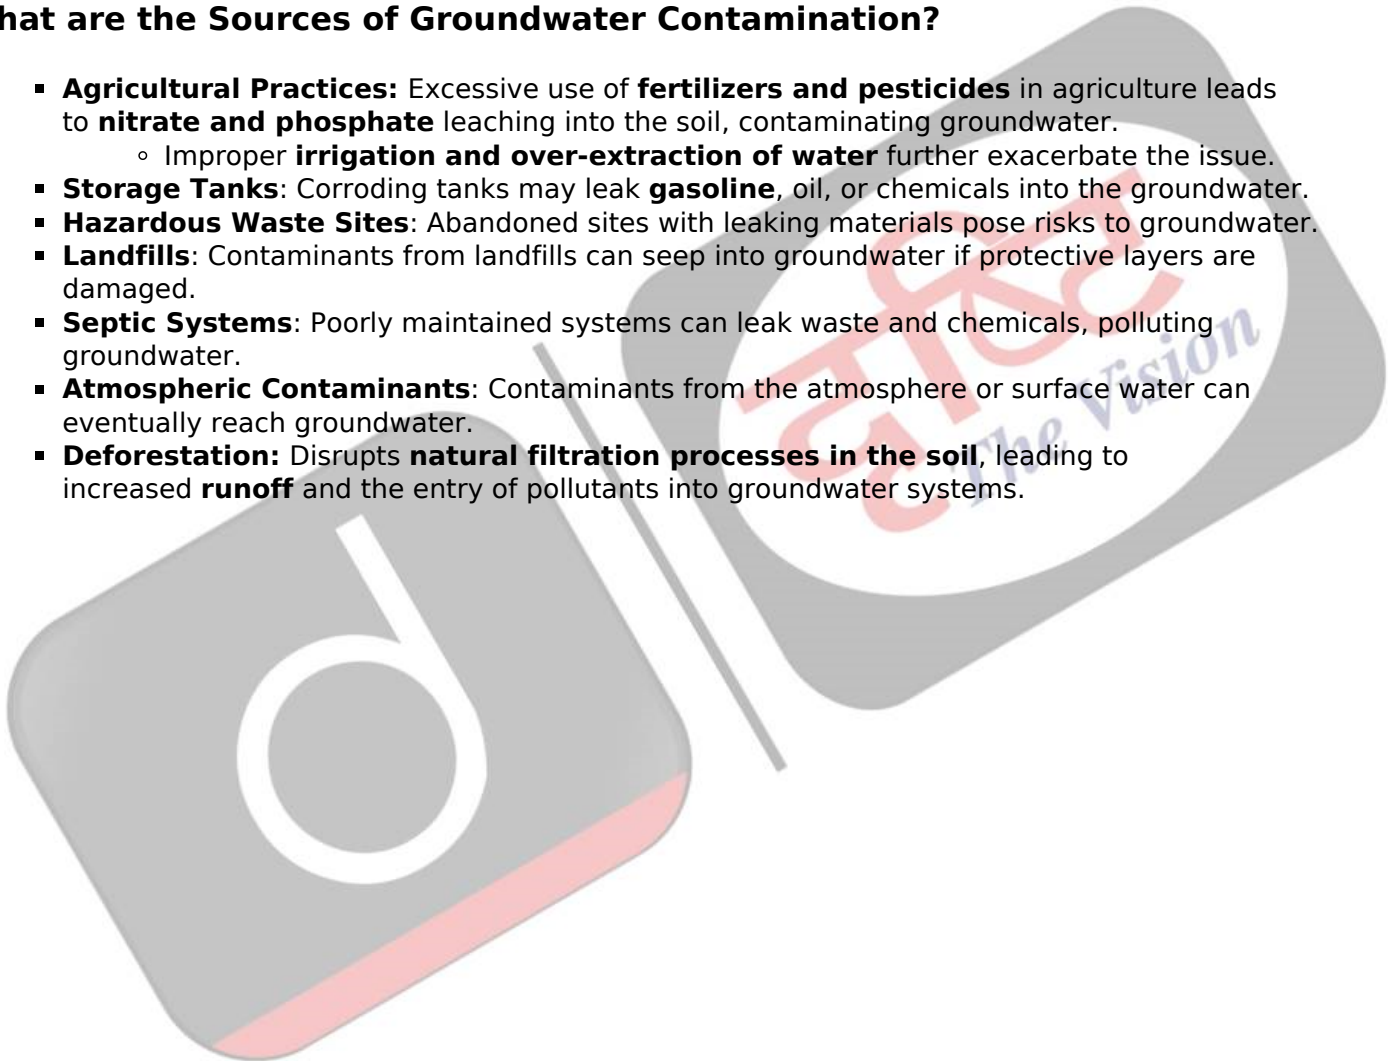 hat are the Sources of Groundwater Contamination?
▪ Agricultural Practices: Excessive use of fertilizers and pesticides in agriculture leads
to nitrate and phosphate leaching into the soil, contaminating groundwater.
◦ Improper irrigation and over-extraction of water further exacerbate the issue.
▪ Storage Tanks: Corroding tanks may leak gasoline, oil, or chemicals into the groundwater.
▪ Hazardous Waste Sites: Abandoned sites with leaking materials pose risks to groundwater.
▪ Landfills: Contaminants from landfills can seep into groundwater if protective layers are
damaged.
▪ Septic Systems: Poorly maintained systems can leak waste and chemicals, polluting
groundwater.
▪ Atmospheric Contaminants: Contaminants from the atmosphere or surface water can
eventually reach groundwater.
▪ Deforestation: Disrupts natural filtration processes in the soil, leading to
increased runoff and the entry of pollutants into groundwater systems.
d
दृष्टि
The Vision